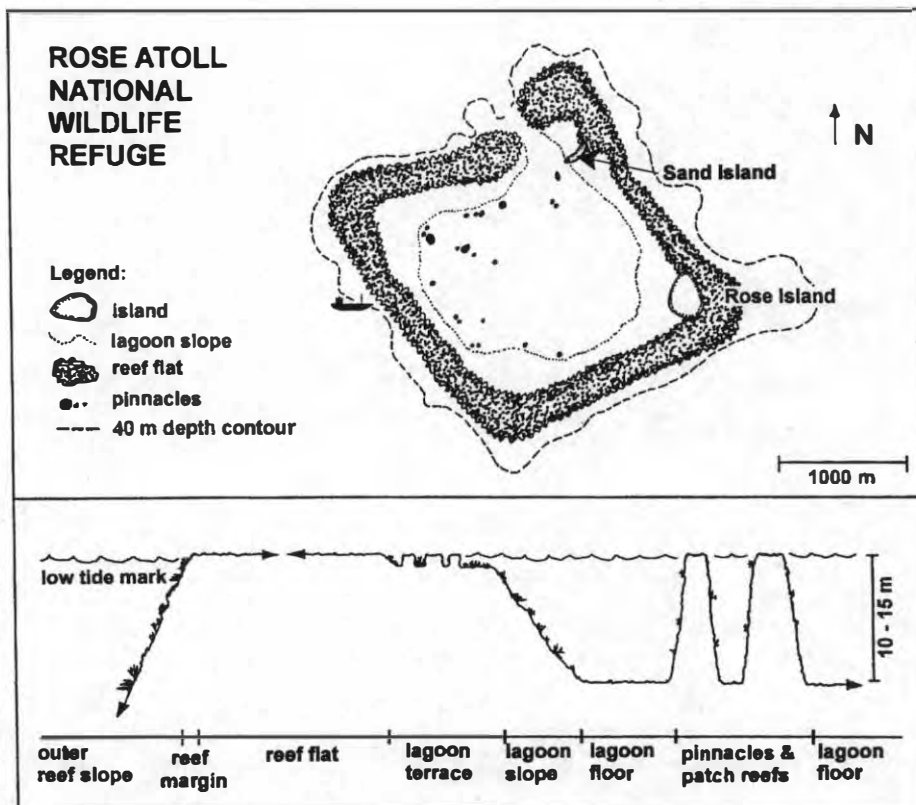 ROSE ATOLL
NATIONAL
WILDLIFE
REFUGE
N
Sand Island
Rose Island
Legend:
island
lagoon slope
reef flat
pinnacles
40 m depth contour
1000 m
low tide mark
10 - 15 m
outer
reef slope
reef
margin
reef flat
lagoon
terrace
lagoon
slope
lagoon
floor
pinnacles &
patch reefs
lagoon
floor